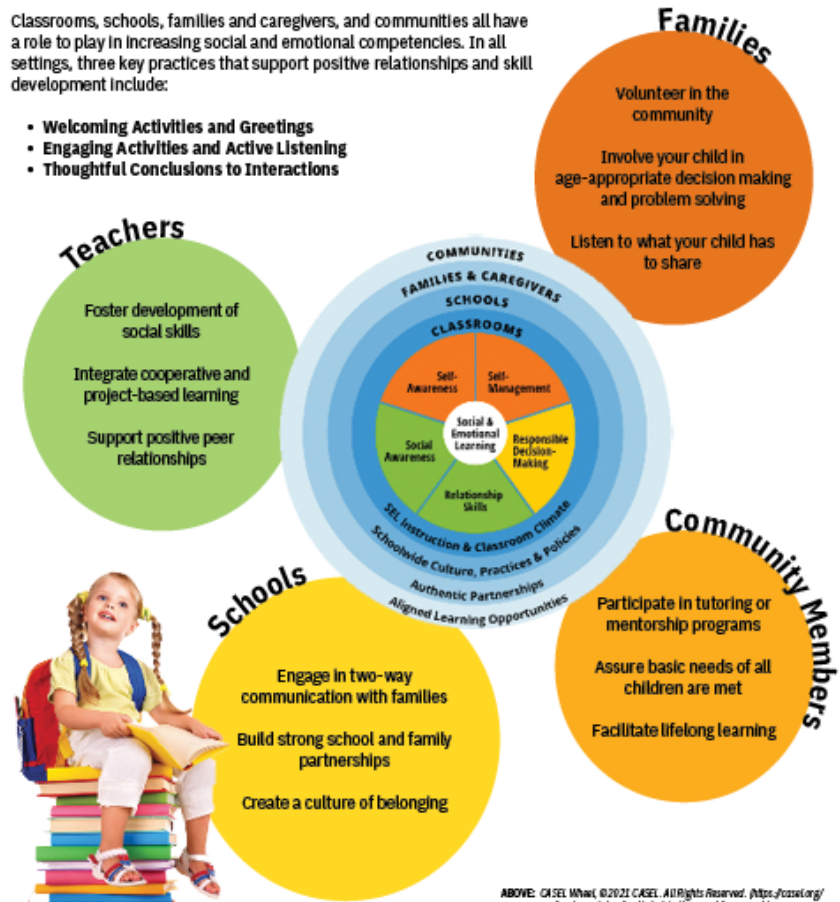 Classrooms, schools, families and caregivers, and communities all have
a role to play in increasing social and emotional competencies. In all
settings, three key practices that support positive relationships and skill
development include:
• Welcoming Activities and Greetings
• Engaging Activities and Active Listening
• Thoughtful Conclusions to Interactions
Families
Volunteer in the
community
Involve your child in
age-appropriate decision making
and problem solving
Listen to what your child has
to share
Teachers
Foster development of
social skills
Integrate cooperative and
project-based learning
Support positive peer
relationships
COMMUNITIES
FAMILIES & CAREGIVERS
SCHOOLS
CLASSROOMS
Self-
Awareness
Self-
Management
Social &
Emotional
Learning
Social
Awareness
Responsible
Decision-
Making
Relationship
Skills
SEL Instruction & Classroom Climate
Schoolwide Culture, Practices & Policies
Authentic Partnerships
Aligned Learning Opportunities
Schools
Engage in two-way
communication with families
Build strong school and family
partnerships
Create a culture of belonging
Community Members
Participate in tutoring or
mentorship programs
Assure basic needs of all
children are met
Facilitate lifelong learning
ABOVE: CASEL Wheel, ©2021 CASEL. All Rights Reserved. (https://casel.org/